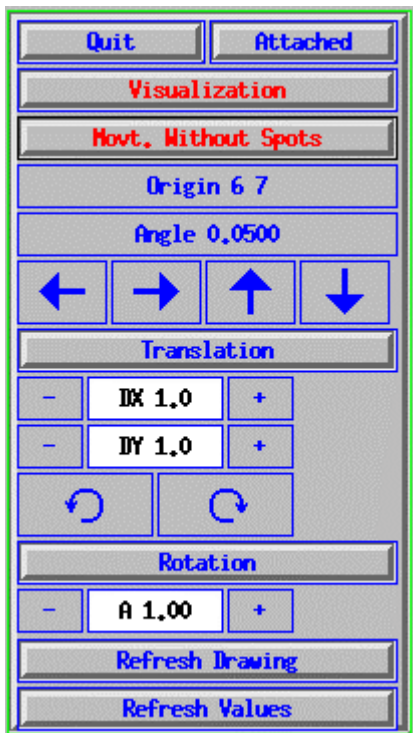 Quit Attached
Visualization
Movt. Without Spots
Origin 6 7
Angle 0.0500
Translation
- DX 1.0 +
- DY 1.0 +
Rotation
- A 1.00 +
Refresh Drawing
Refresh Values